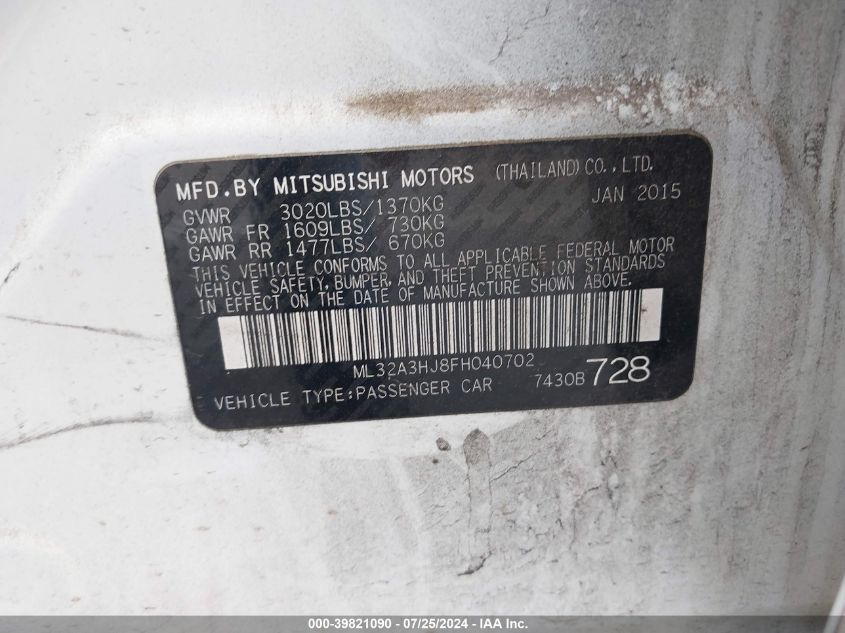 MFD.BY MITSUBISHI MOTORS (THAILAND)CO.,LTD.
GVWR 3020LBS/1370KG JAN 2015
GAWR FR 1609LBS/ 730KG
GAWR RR 1477LBS/ 670KG
THIS VEHICLE CONFORMS TO ALL APPLICABLE FEDERAL MOTOR
VEHICLE SAFETY,BUMPER,AND THEFT PREVENTION STANDARDS
IN EFFECT ON THE DATE OF MANUFACTURE SHOWN ABOVE.
ML32A3HJ8FH040702
VEHICLE TYPE:PASSENGER CAR 7430B 728
000-39821090 - 07/25/2024 - IAA Inc.